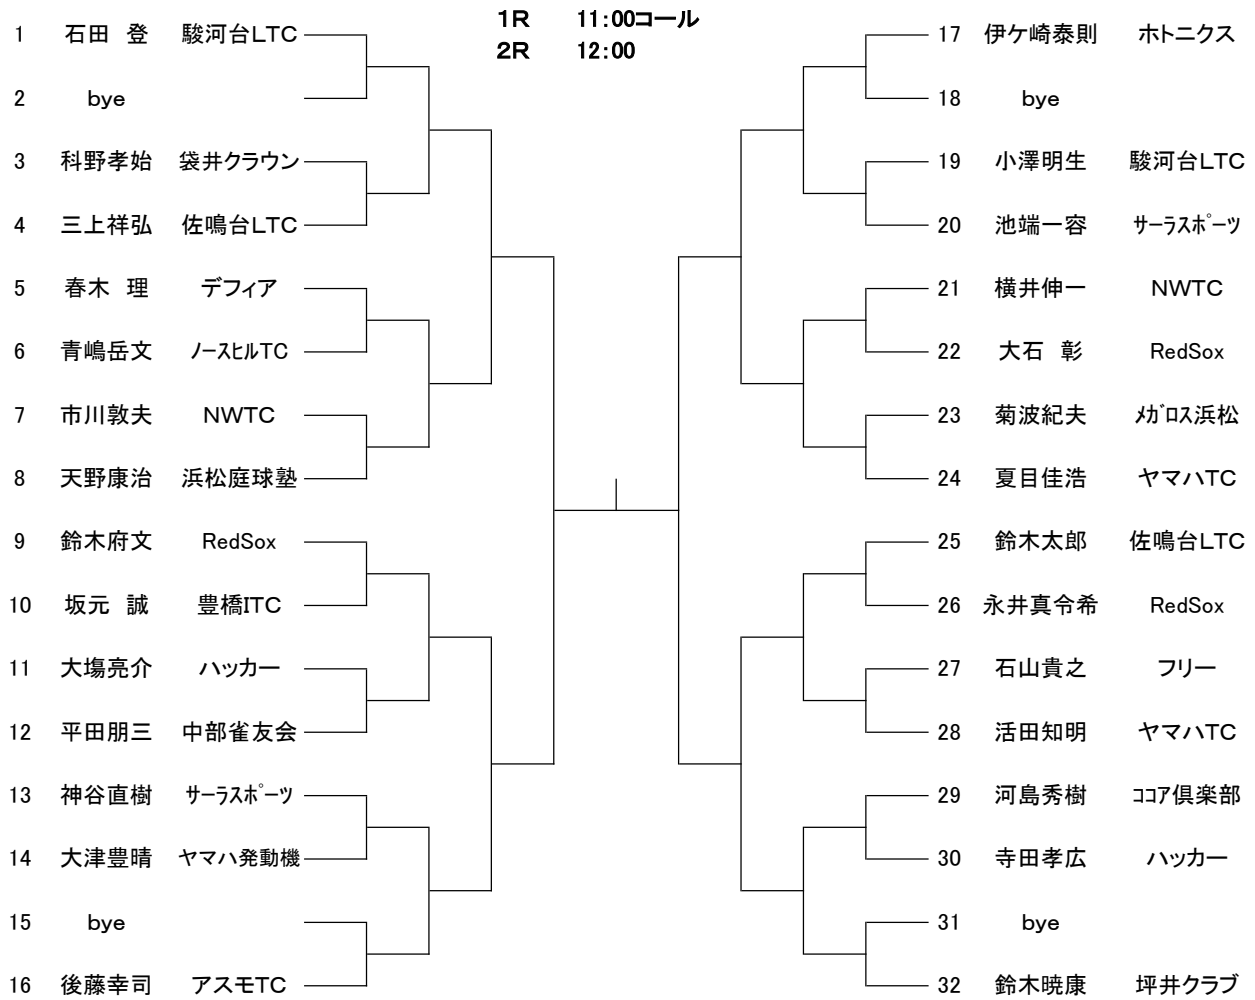 1R 11:00コール
2R 12:00
1 石田 登 駿河台LTC
2 bye
3 科野孝始 袋井クラウン
4 三上祥弘 佐鳴台LTC
5 春木 理 デフィア
6 青嶋岳文 ノースヒルTC
7 市川敦夫 NWTC
8 天野康治 浜松庭球塾
9 鈴木府文 RedSox
10 坂元 誠 豊橋ITC
11 大塲亮介 ハッカー
12 平田朋三 中部雀友会
13 神谷直樹 サーラスポーツ
14 大津豊晴 ヤマハ発動機
15 bye
16 後藤幸司 アスモTC
17 伊ケ崎泰則 ホトニクス
18 bye
19 小澤明生 駿河台LTC
20 池端一容 サーラスポーツ
21 横井伸一 NWTC
22 大石 彰 RedSox
23 菊波紀夫 メガロス浜松
24 夏目佳浩 ヤマハTC
25 鈴木太郎 佐鳴台LTC
26 永井真令希 RedSox
27 石山貴之 フリー
28 活田知明 ヤマハTC
29 河島秀樹 ココア倶楽部
30 寺田孝広 ハッカー
31 bye
32 鈴木暁康 坪井クラブ